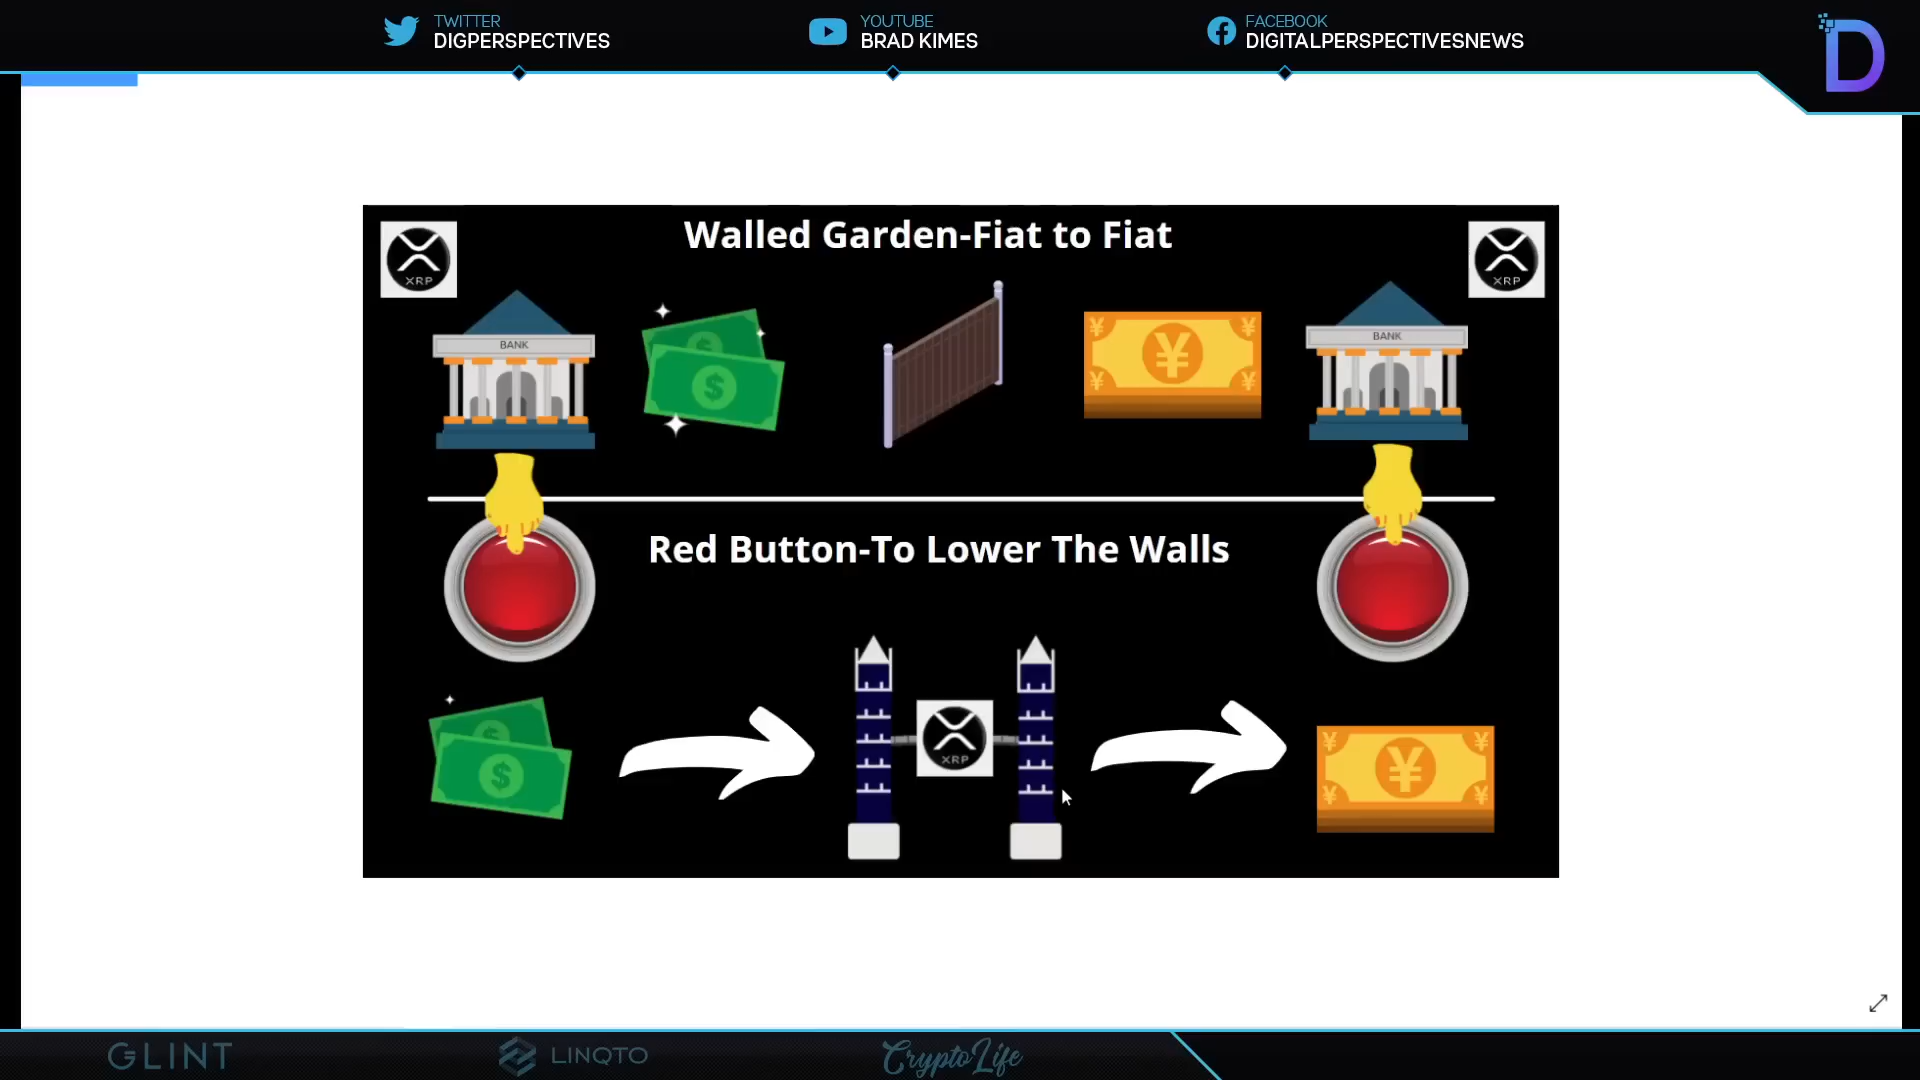 TWITTER
DIGPERSPECTIVES
YOUTUBE
BRAD KIMES
FACEBOOK
DIGITALPERSPECTIVESNEWS
D
Walled Garden-Fiat to Fiat
XRP
XRP
BANK
$
$
¥
¥
¥
¥
¥
BANK
Red Button-To Lower The Walls
$
$
XRP
¥
¥
¥
¥
¥
GLINT
LINQTO
CryptoLife